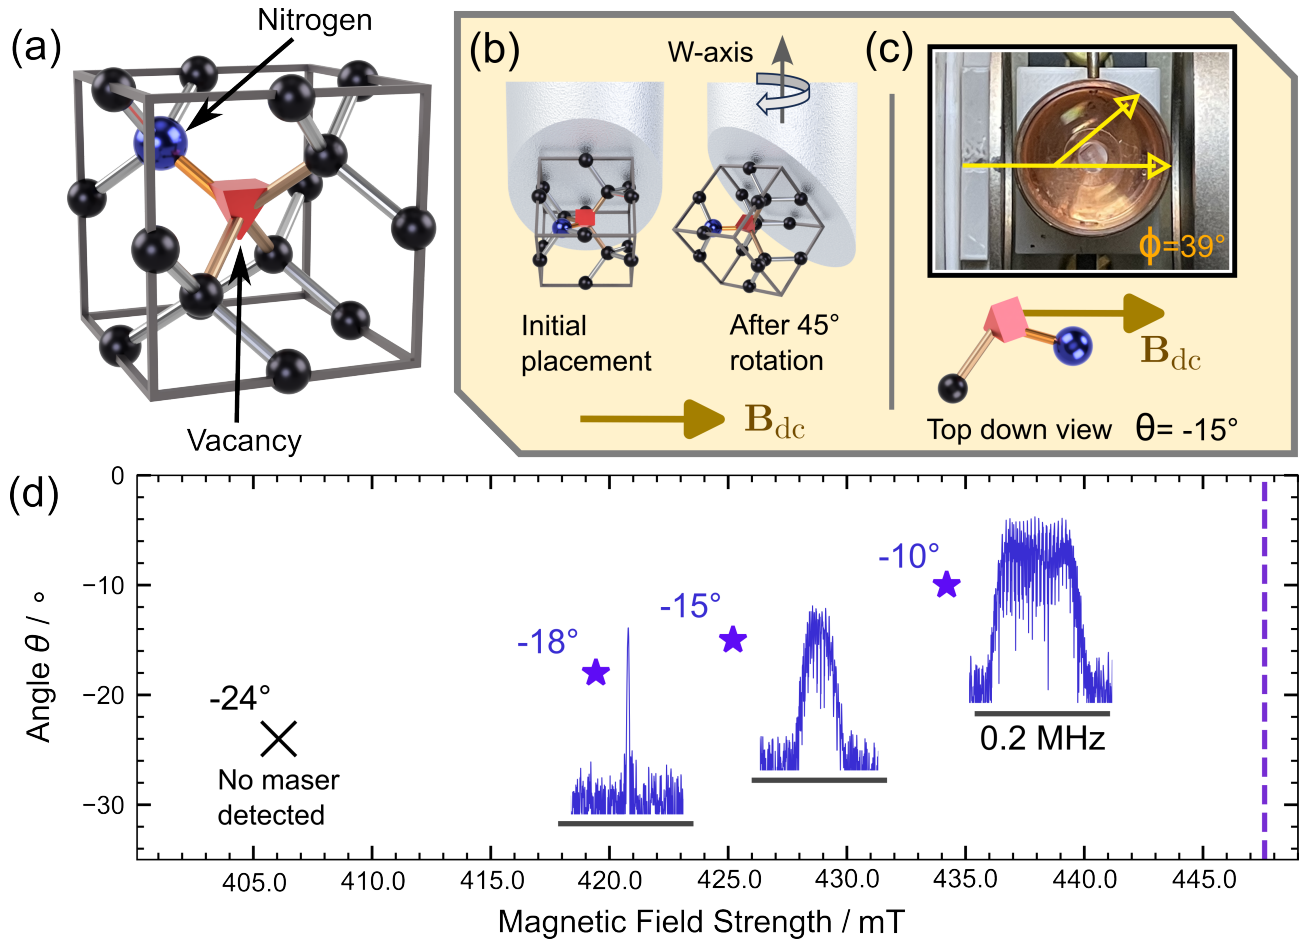 (a)
Nitrogen
Vacancy
(b)
W-axis
Initial
placement
After 45°
rotation
B_dc
(c)
ϕ=39°
B_dc
Top down view θ= -15°
(d)
Angle θ / °
0
−10
−20
−30
-24°
No maser
detected
-18°
-15°
-10°
0.2 MHz
405.0 410.0 415.0 420.0 425.0 430.0 435.0 440.0 445.0
Magnetic Field Strength / mT